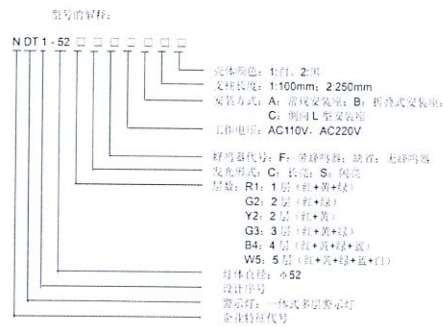 型号的解释:
N DT 1 - 52 □ □ □ □ □ □ □
壳体颜色: 1:白, 2:黑
支柱长度: 1:100mm; 2:250mm
安装方式: A: 常规安装座; B: 折叠式安装座;
C: 侧向 L 型安装座
工作电压: AC110V、AC220V
蜂鸣器代号: F: 带蜂鸣器; 缺省: 无蜂鸣器
发光形式: C: 长亮; S: 闪亮
层数: R1: 1 层 (红+黄+绿)
G2: 2 层 (红+绿)
Y2: 2 层 (红+黄)
G3: 3 层 (红+黄+绿)
B4: 4 层 (红+黄+绿+蓝)
W5: 5 层 (红+黄+绿+蓝+白)
灯体直径: Φ52
设计序号
警示灯: 一体式多层警示灯
企业特征代号